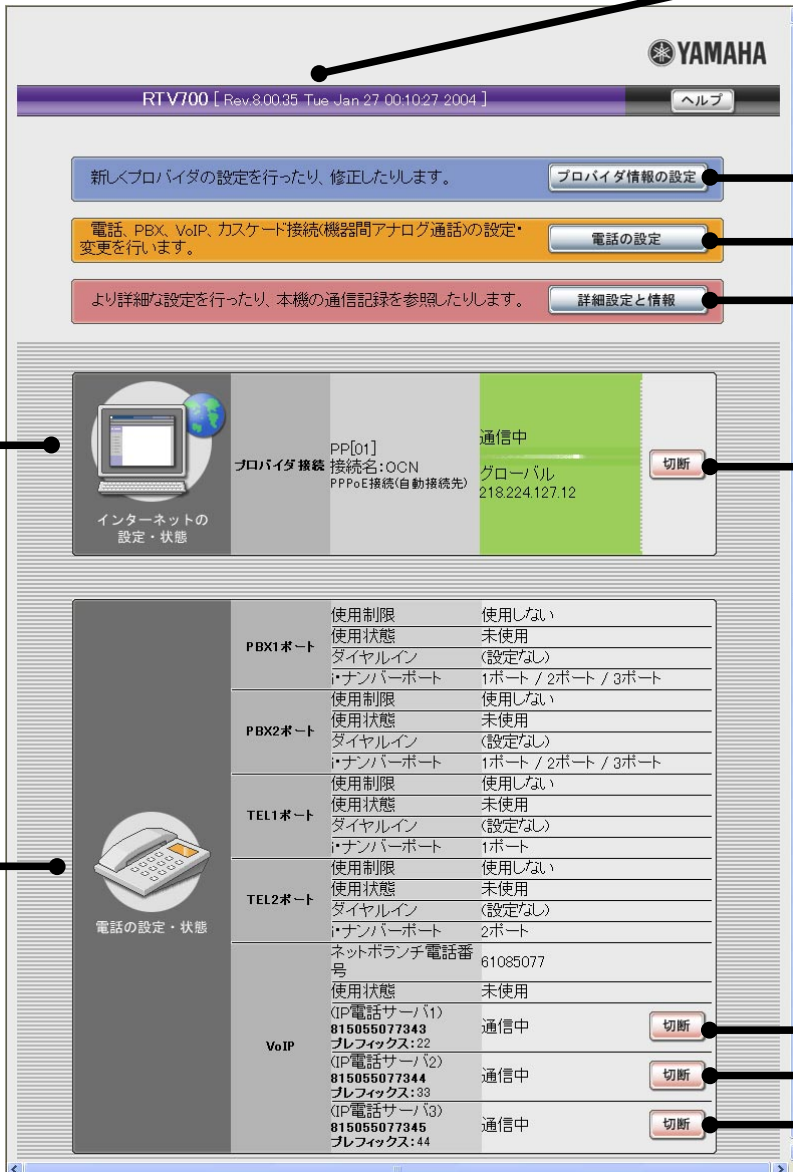 YAMAHA
RTV700 [ Rev.8.00.35 Tue Jan 27 00:10:27 2004 ]
ヘルプ
新しくプロバイダの設定を行ったり、修正したりします。
プロバイダ情報の設定
電話、PBX、VoIP、カスケード接続(機器間アナログ通話)の設定・
変更を行います。
電話の設定
より詳細な設定を行ったり、本機の通信記録を参照したりします。
詳細設定と情報
インターネットの
設定・状態
プロバイダ接続
PP[01]
接続名:OCN
PPPoE接続(自動接続先)
通信中
グローバル
218.224.127.12
切断
電話の設定・状態
PBX1ポート
使用制限 使用しない
使用状態 未使用
ダイヤルイン (設定なし)
i・ナンバーポート 1ポート / 2ポート / 3ポート
PBX2ポート
使用制限 使用しない
使用状態 未使用
ダイヤルイン (設定なし)
i・ナンバーポート 1ポート / 2ポート / 3ポート
TEL1ポート
使用制限 使用しない
使用状態 未使用
ダイヤルイン (設定なし)
i・ナンバーポート 1ポート
TEL2ポート
使用制限 使用しない
使用状態 未使用
ダイヤルイン (設定なし)
i・ナンバーポート 2ポート
VoIP
ネットボランチ電話番
号
61085077
使用状態 未使用
(IP電話サーバ1)
815055077343
プレフィックス:22
通信中
切断
(IP電話サーバ2)
815055077344
プレフィックス:33
通信中
切断
(IP電話サーバ3)
815055077345
プレフィックス:44
通信中
切断